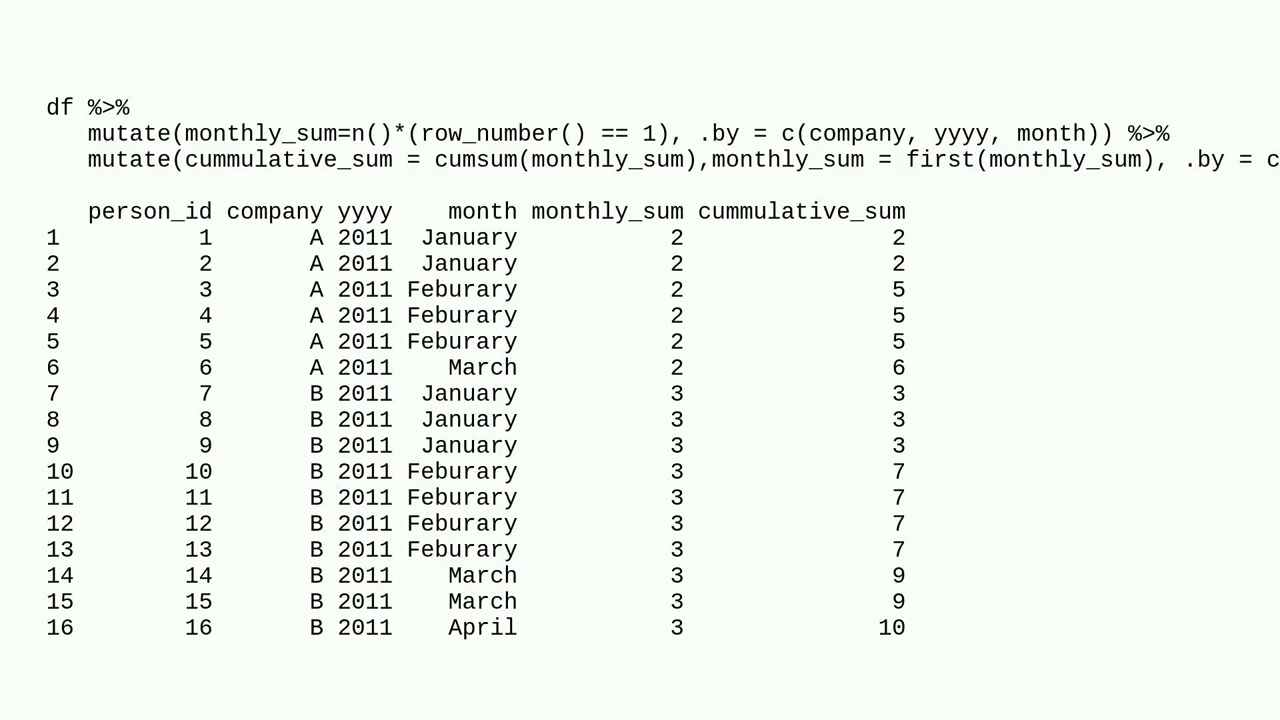 df %>%
   mutate(monthly_sum=n()*(row_number() == 1), .by = c(company, yyyy, month)) %>%
   mutate(cummulative_sum = cumsum(monthly_sum),monthly_sum = first(monthly_sum), .by = c
   person_id company yyyy    month monthly_sum cummulative_sum
1          1       A 2011  January           2               2
2          2       A 2011  January           2               2
3          3       A 2011 Feburary           2               5
4          4       A 2011 Feburary           2               5
5          5       A 2011 Feburary           2               5
6          6       A 2011    March           2               6
7          7       B 2011  January           3               3
8          8       B 2011  January           3               3
9          9       B 2011  January           3               3
10        10       B 2011 Feburary           3               7
11        11       B 2011 Feburary           3               7
12        12       B 2011 Feburary           3               7
13        13       B 2011 Feburary           3               7
14        14       B 2011    March           3               9
15        15       B 2011    March           3               9
16        16       B 2011    April           3              10